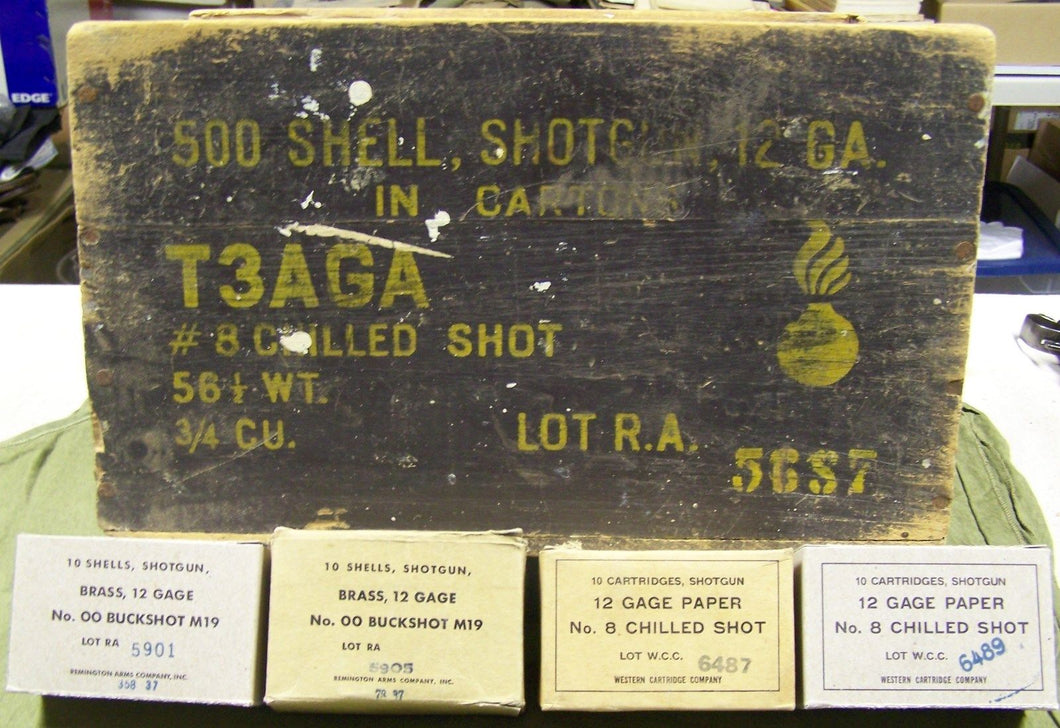 EDGE
500 SHELL, SHOTGUN, 12 GA.
IN CARTONS
T3AGA
# 8 CHILLED SHOT
56½ WT.
3/4 CU.
LOT R.A.
5687
10 SHELLS, SHOTGUN,
BRASS, 12 GAGE
No. 00 BUCKSHOT M19
LOT RA 5901
REMINGTON ARMS COMPANY, INC.
37
10 SHELLS, SHOTGUN,
BRASS, 12 GAGE
No. 00 BUCKSHOT M19
LOT RA
5905
REMINGTON ARMS COMPANY, INC.
10 CARTRIDGES, SHOTGUN
12 GAGE PAPER
No. 8 CHILLED SHOT
LOT W.C.C. 6487
WESTERN CARTRIDGE COMPANY
10 CARTRIDGES, SHOTGUN
12 GAGE PAPER
No. 8 CHILLED SHOT
LOT W.C.C. 6489
WESTERN CARTRIDGE COMPANY